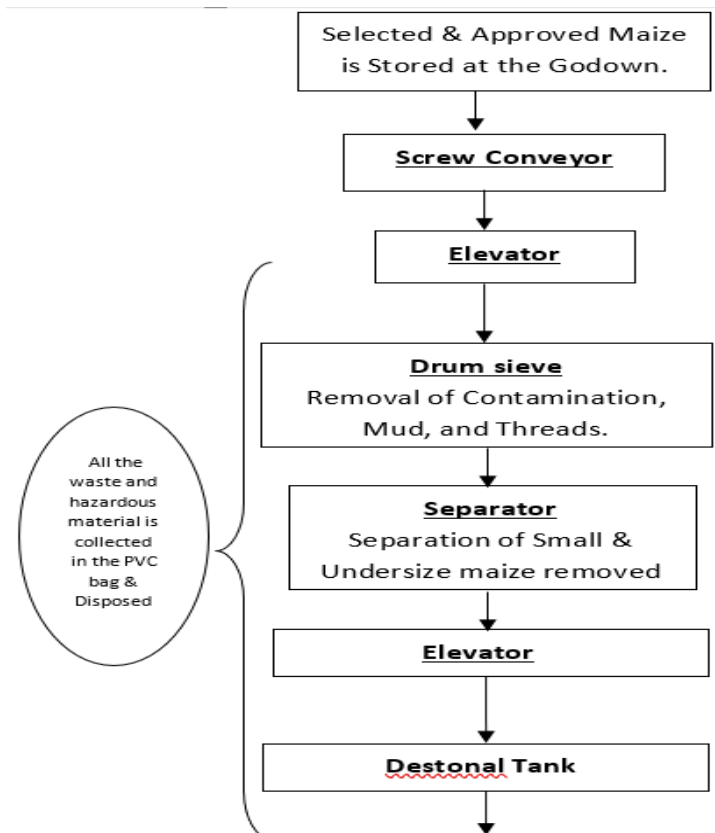 Selected & Approved Maize
is Stored at the Godown.
Screw Conveyor
Elevator
Drum sieve
Removal of Contamination,
Mud, and Threads.
All the
waste and
hazardous
material is
collected
in the PVC
bag &
Disposed
Separator
Separation of Small &
Undersize maize removed
Elevator
Destonal Tank